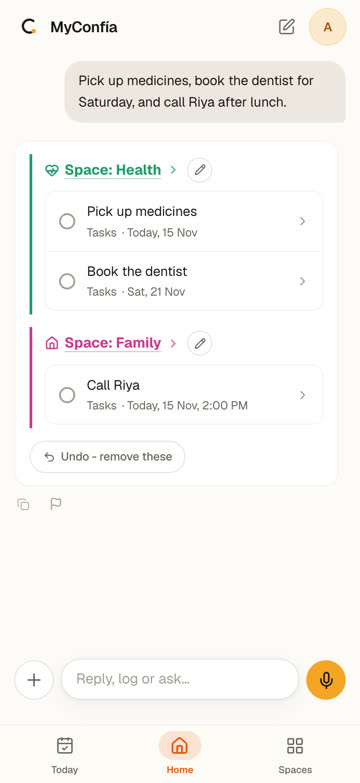 MyConfía
A
Pick up medicines, book the dentist for
Saturday, and call Riya after lunch.
Space: Health
Pick up medicines
Tasks · Today, 15 Nov
Book the dentist
Tasks · Sat, 21 Nov
Space: Family
Call Riya
Tasks · Today, 15 Nov, 2:00 PM
Undo - remove these
Reply, log or ask...
Today
Home
Spaces